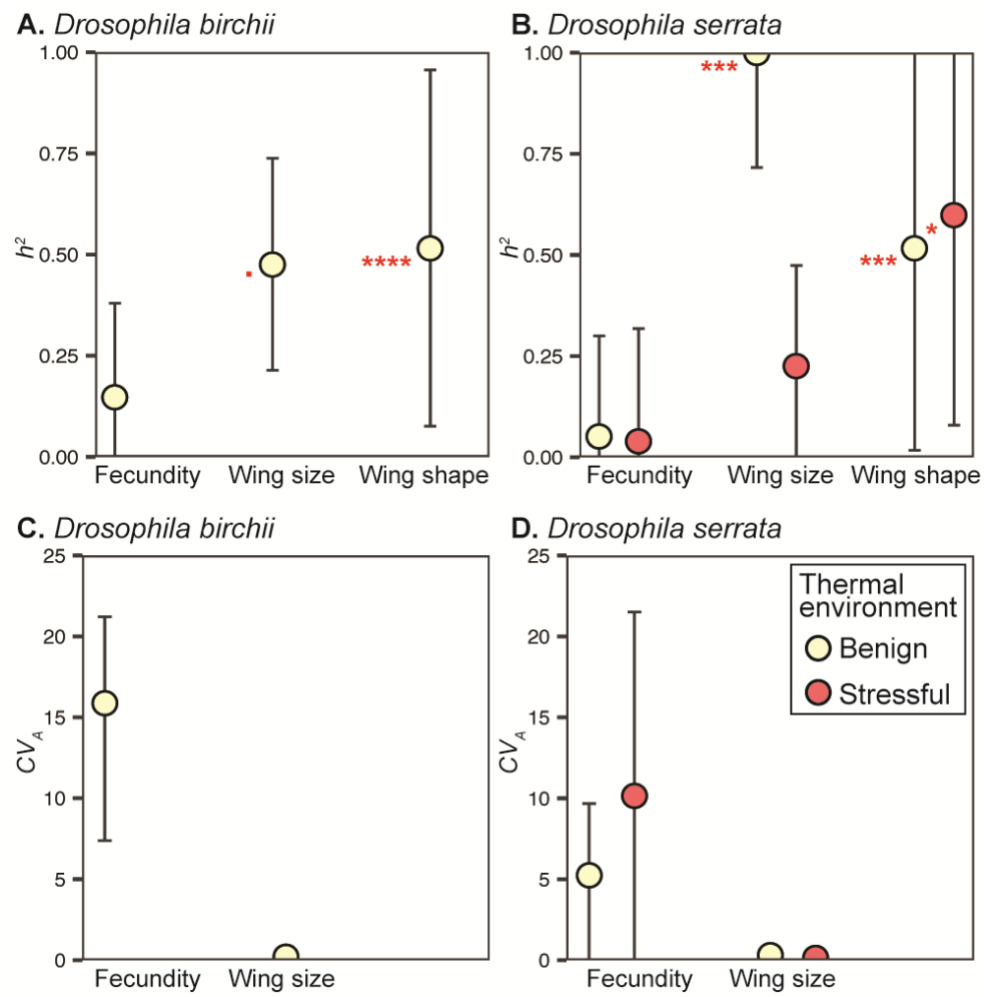 A. Drosophila birchii
B. Drosophila serrata
1.00
0.75
0.50
0.25
0.00
h²
.
****
Fecundity Wing size Wing shape
1.00
0.75
0.50
0.25
0.00
h²
***
***
*
Fecundity Wing size Wing shape
C. Drosophila birchii
D. Drosophila serrata
25
20
15
10
5
0
CV_A
Fecundity Wing size
25
20
15
10
5
0
CV_A
Thermal
environment
Benign
Stressful
Fecundity Wing size